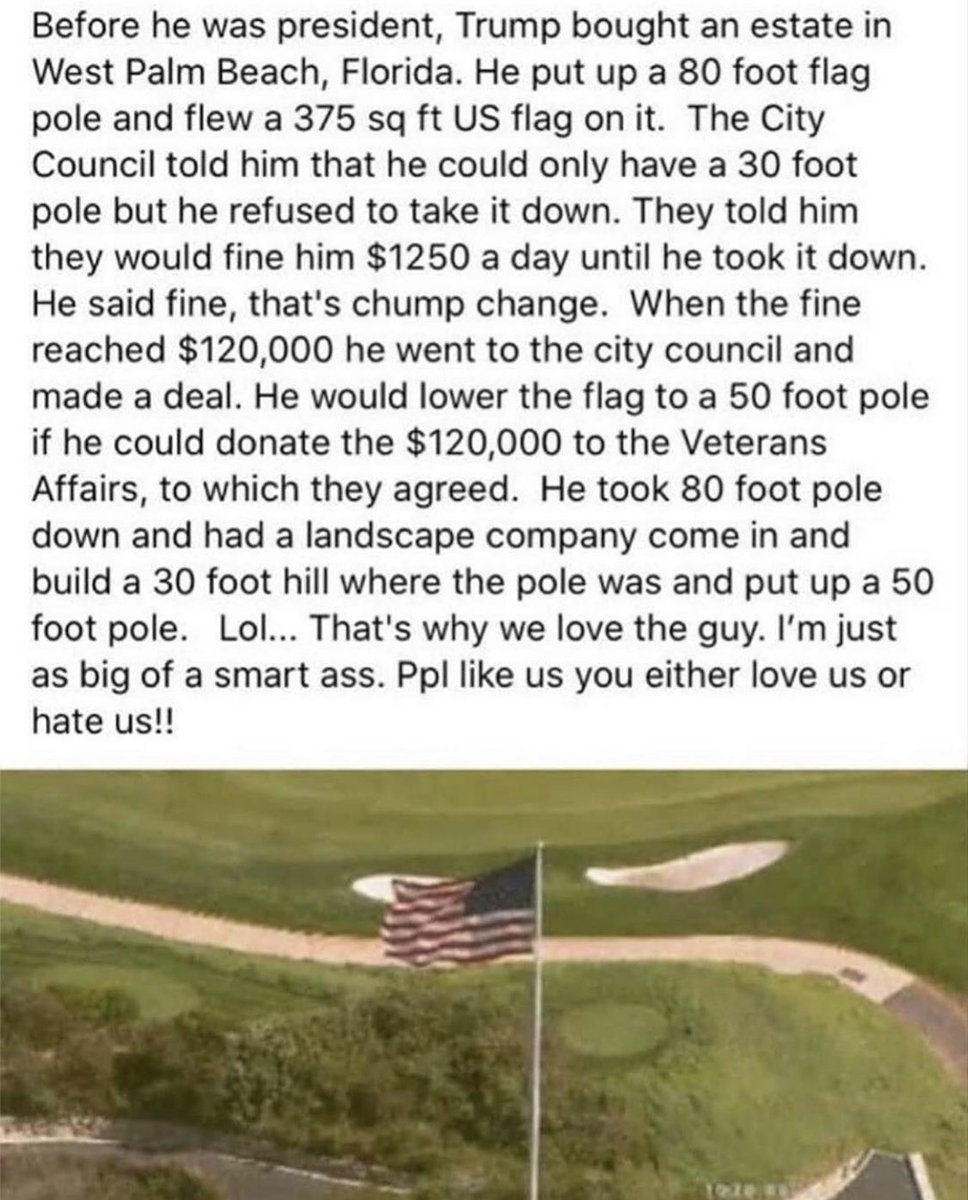 Before he was president, Trump bought an estate in
West Palm Beach, Florida. He put up a 80 foot flag
pole and flew a 375 sq ft US flag on it.  The City
Council told him that he could only have a 30 foot
pole but he refused to take it down. They told him
they would fine him $1250 a day until he took it down.
He said fine, that's chump change.  When the fine
reached $120,000 he went to the city council and
made a deal. He would lower the flag to a 50 foot pole
if he could donate the $120,000 to the Veterans
Affairs, to which they agreed.  He took 80 foot pole
down and had a landscape company come in and
build a 30 foot hill where the pole was and put up a 50
foot pole.   Lol... That's why we love the guy. I'm just
as big of a smart ass. Ppl like us you either love us or
hate us!!